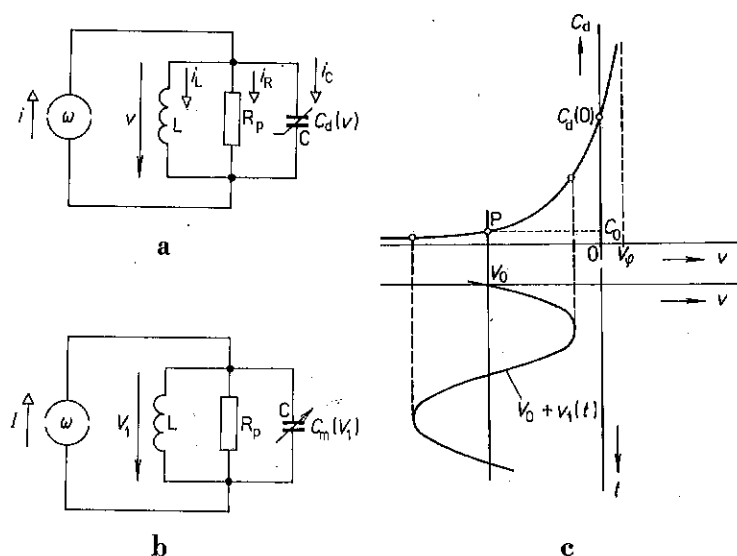 i
ω
v
i_L
L
i_R
R_p
i_C
C_d(v)
C
a
I
ω
V_1
L
R_p
C
C_m(V_1)
b
C_d
C_d(0)
P
C_0
0
V_φ
v
V_0
v
V_0 + v_1(t)
t
c